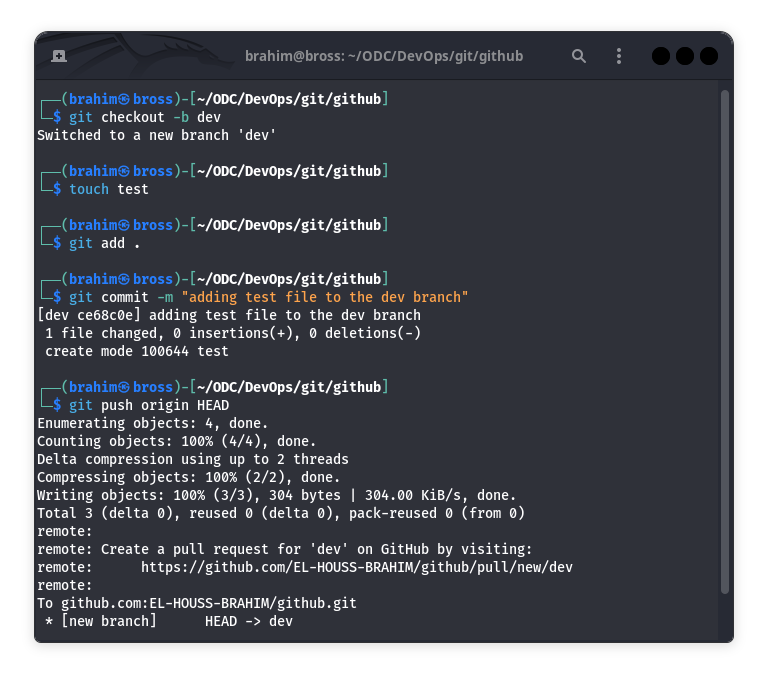 brahim@bross: ~/ODC/DevOps/git/github
┌──(brahim㉿bross)-[~/ODC/DevOps/git/github]
└─$ git checkout -b dev
Switched to a new branch 'dev'
┌──(brahim㉿bross)-[~/ODC/DevOps/git/github]
└─$ touch test
┌──(brahim㉿bross)-[~/ODC/DevOps/git/github]
└─$ git add .
┌──(brahim㉿bross)-[~/ODC/DevOps/git/github]
└─$ git commit -m "adding test file to the dev branch"
[dev ce68c0e] adding test file to the dev branch
 1 file changed, 0 insertions(+), 0 deletions(-)
 create mode 100644 test
┌──(brahim㉿bross)-[~/ODC/DevOps/git/github]
└─$ git push origin HEAD
Enumerating objects: 4, done.
Counting objects: 100% (4/4), done.
Delta compression using up to 2 threads
Compressing objects: 100% (2/2), done.
Writing objects: 100% (3/3), 304 bytes | 304.00 KiB/s, done.
Total 3 (delta 0), reused 0 (delta 0), pack-reused 0 (from 0)
remote:
remote: Create a pull request for 'dev' on GitHub by visiting:
remote:      https://github.com/EL-HOUSS-BRAHIM/github/pull/new/dev
remote:
To github.com:EL-HOUSS-BRAHIM/github.git
 * [new branch]      HEAD -> dev